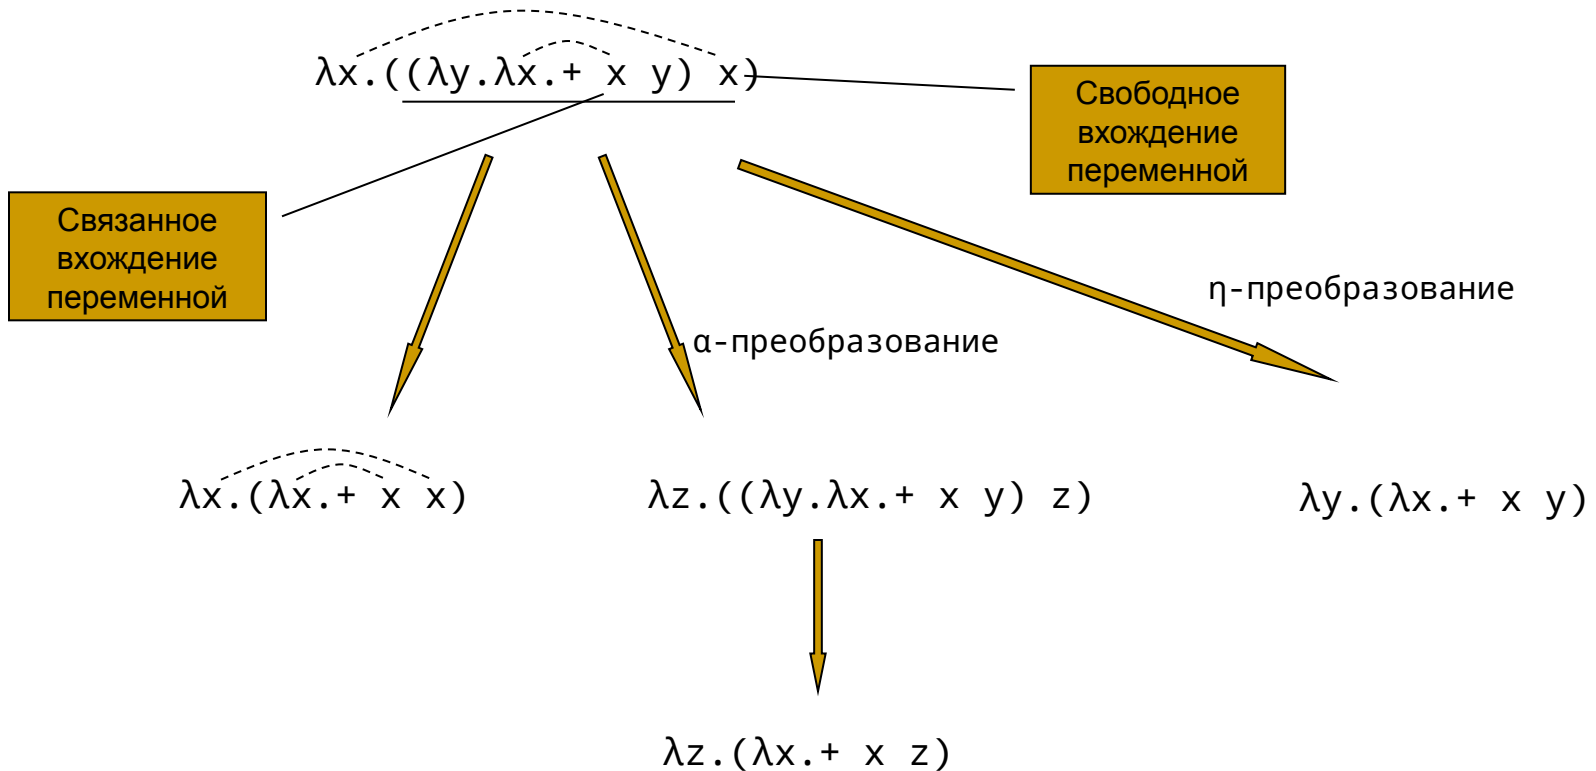 λx.((λy.λx.+ x y) x)
Свободное
вхождение
переменной
Связанное
вхождение
переменной
η-преобразование
α-преобразование
λx.(λx.+ x x)
λz.((λy.λx.+ x y) z)
λy.(λx.+ x y)
λz.(λx.+ x z)